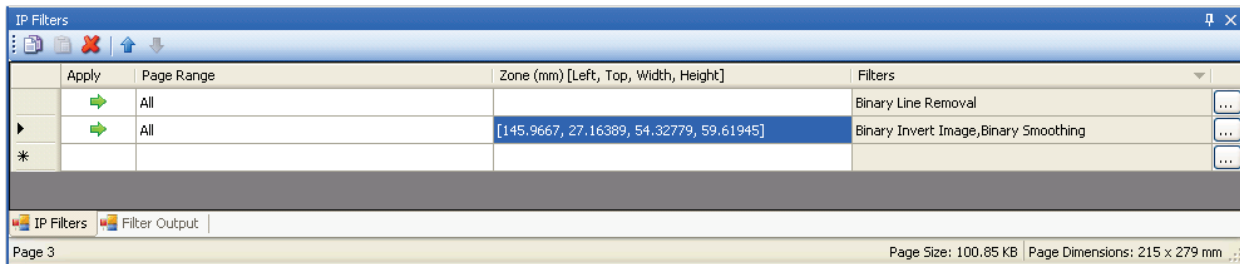 IP Filters
Apply Page Range Zone (mm) [Left, Top, Width, Height] Filters
All Binary Line Removal ...
All [145.9667, 27.16389, 54.32779, 59.61945] Binary Invert Image,Binary Smoothing ...
...
IP Filters Filter Output
Page 3 Page Size: 100.85 KB Page Dimensions: 215 x 279 mm